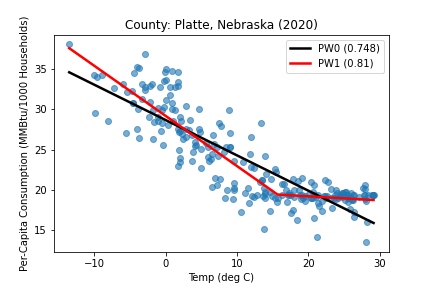 County: Platte, Nebraska (2020)
PW0 (0.748)
PW1 (0.81)
Per-Capita Consumption (MMBtu/1000 Households)
35
30
25
20
15
−10
0
10
20
30
Temp (deg C)